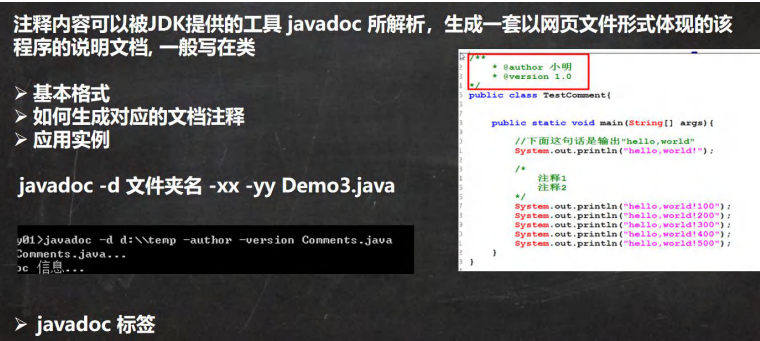 注释内容可以被JDK提供的工具 javadoc 所解析，生成一套以网页文件形式体现的该
程序的说明文档, 一般写在类
➢ 基本格式
➢ 如何生成对应的文档注释
➢ 应用实例
javadoc -d 文件夹名 -xx -yy Demo3.java
y01>javadoc -d d:\\temp -author -version Comments.java
Comments.java...
oc 信息...
➢ javadoc 标签
/**
* @author 小明
* @version 1.0
*/
public class TestComment{
public static void main(String[] args){
//下面这句话是输出"hello,world"
System.out.println("hello,world!");
/*
注释1
注释2
*/
System.out.println("hello,world!100");
System.out.println("hello,world!200");
System.out.println("hello,world!300");
System.out.println("hello,world!400");
System.out.println("hello,world!500");
}
}